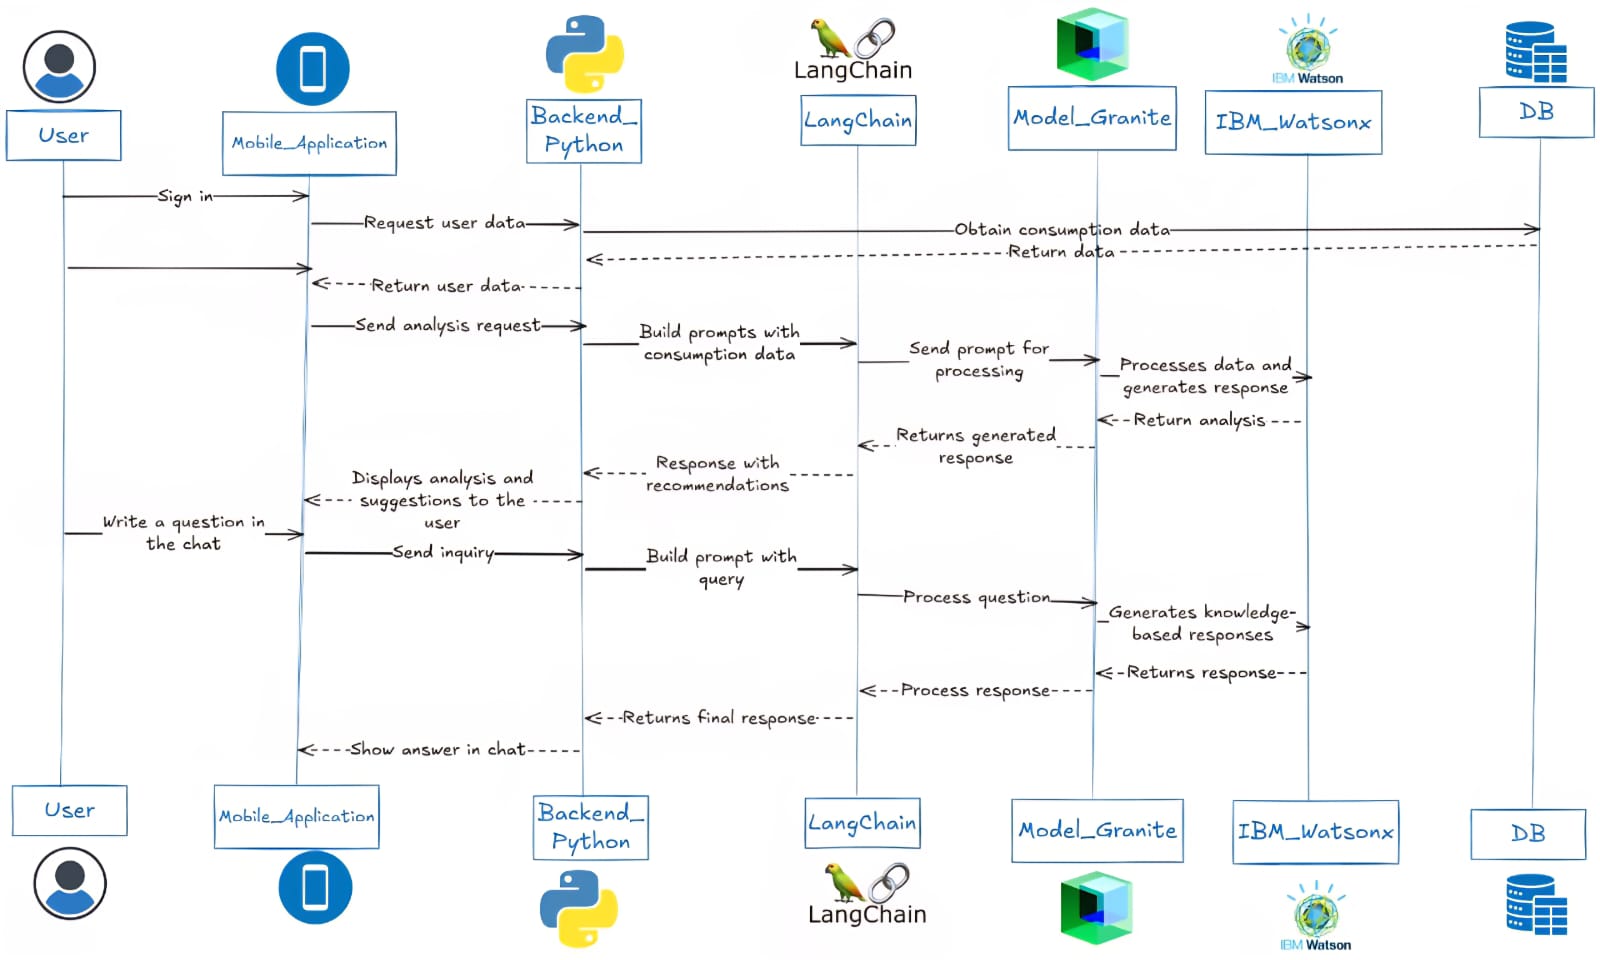 LangChain
IBM Watson
User
Mobile_Application
Backend_
Python
LangChain
Model_Granite
IBM_Watsonx
DB
Sign in
Request user data
Obtain consumption data
Return data
Return user data
Send analysis request
Build prompts with
consumption data
Send prompt for
processing
Processes data and
generates response
Return analysis
Returns generated
response
Response with
recommendations
Displays analysis and
suggestions to the
user
Write a question in
the chat
Send inquiry
Build prompt with
query
Process question
Generates knowledge-
based responses
Returns response
Process response
Returns final response
Show answer in chat
User
Mobile_Application
Backend_
Python
LangChain
Model_Granite
IBM_Watsonx
DB
LangChain
IBM Watson